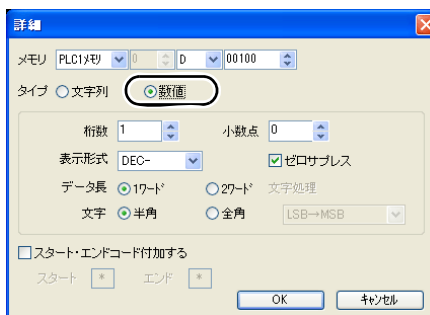 詳細
メモリ PLC1メモリ 0 D 00100
タイプ 文字列 数値
桁数 1 小数点 0
表示形式 DEC- ゼロサプレス
データ長 1ワード 2ワード 文字処理
文字 半角 全角 LSB→MSB
スタート・エンドコード付加する
スタート * エンド *
OK キャンセル